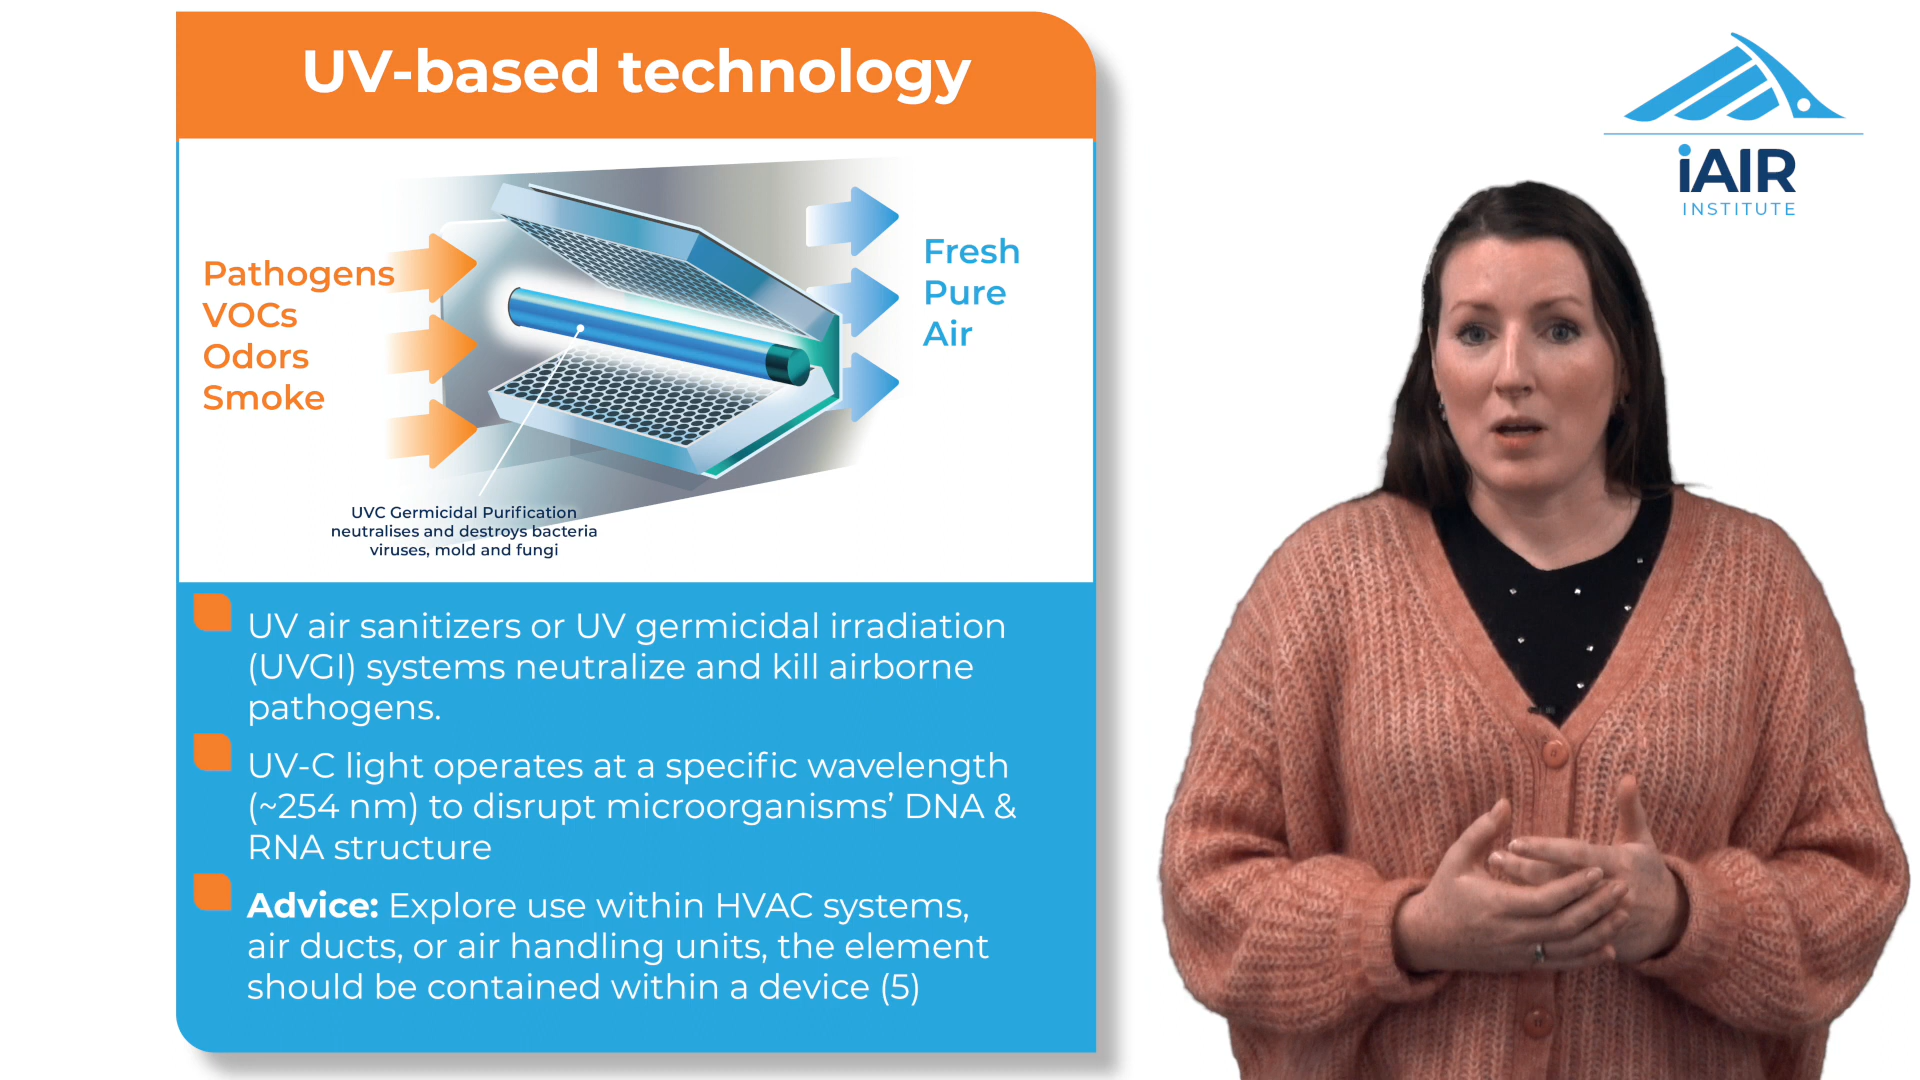 UV-based technology
Pathogens
VOCs
Odors
Smoke
Fresh
Pure
Air
UVC Germicidal Purification
neutralises and destroys bacteria
viruses, mold and fungi
UV air sanitizers or UV germicidal irradiation
(UVGI) systems neutralize and kill airborne
pathogens.
UV-C light operates at a specific wavelength
(~254 nm) to disrupt microorganisms’ DNA &
RNA structure
Advice: Explore use within HVAC systems,
air ducts, or air handling units, the element
should be contained within a device (5)
iAIR
INSTITUTE